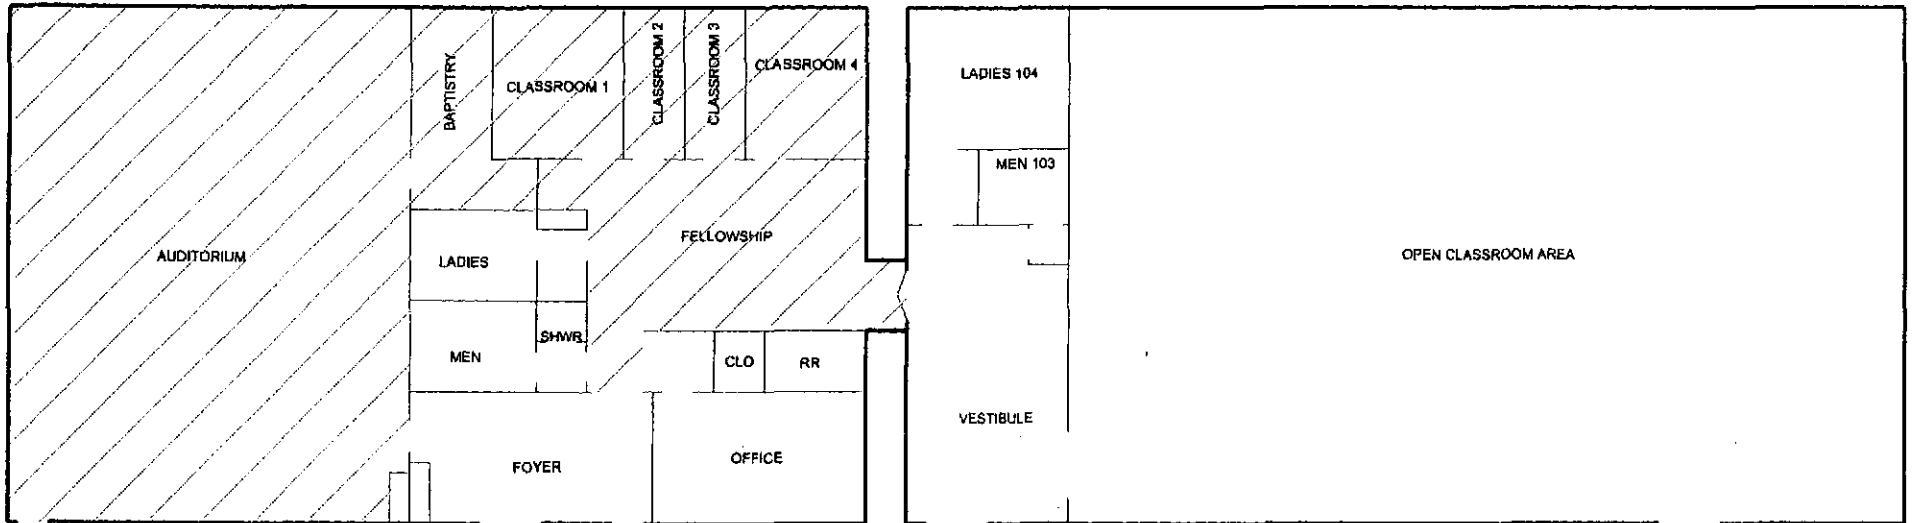 BAPTISTRY
CLASSROOM 1
CLASSROOM 2
CLASSROOM 3
CLASSROOM 4
LADIES 104
MEN 103
AUDITORIUM
LADIES
FELLOWSHIP
OPEN CLASSROOM AREA
MEN
SHWR
CLO
RR
VESTIBULE
FOYER
OFFICE